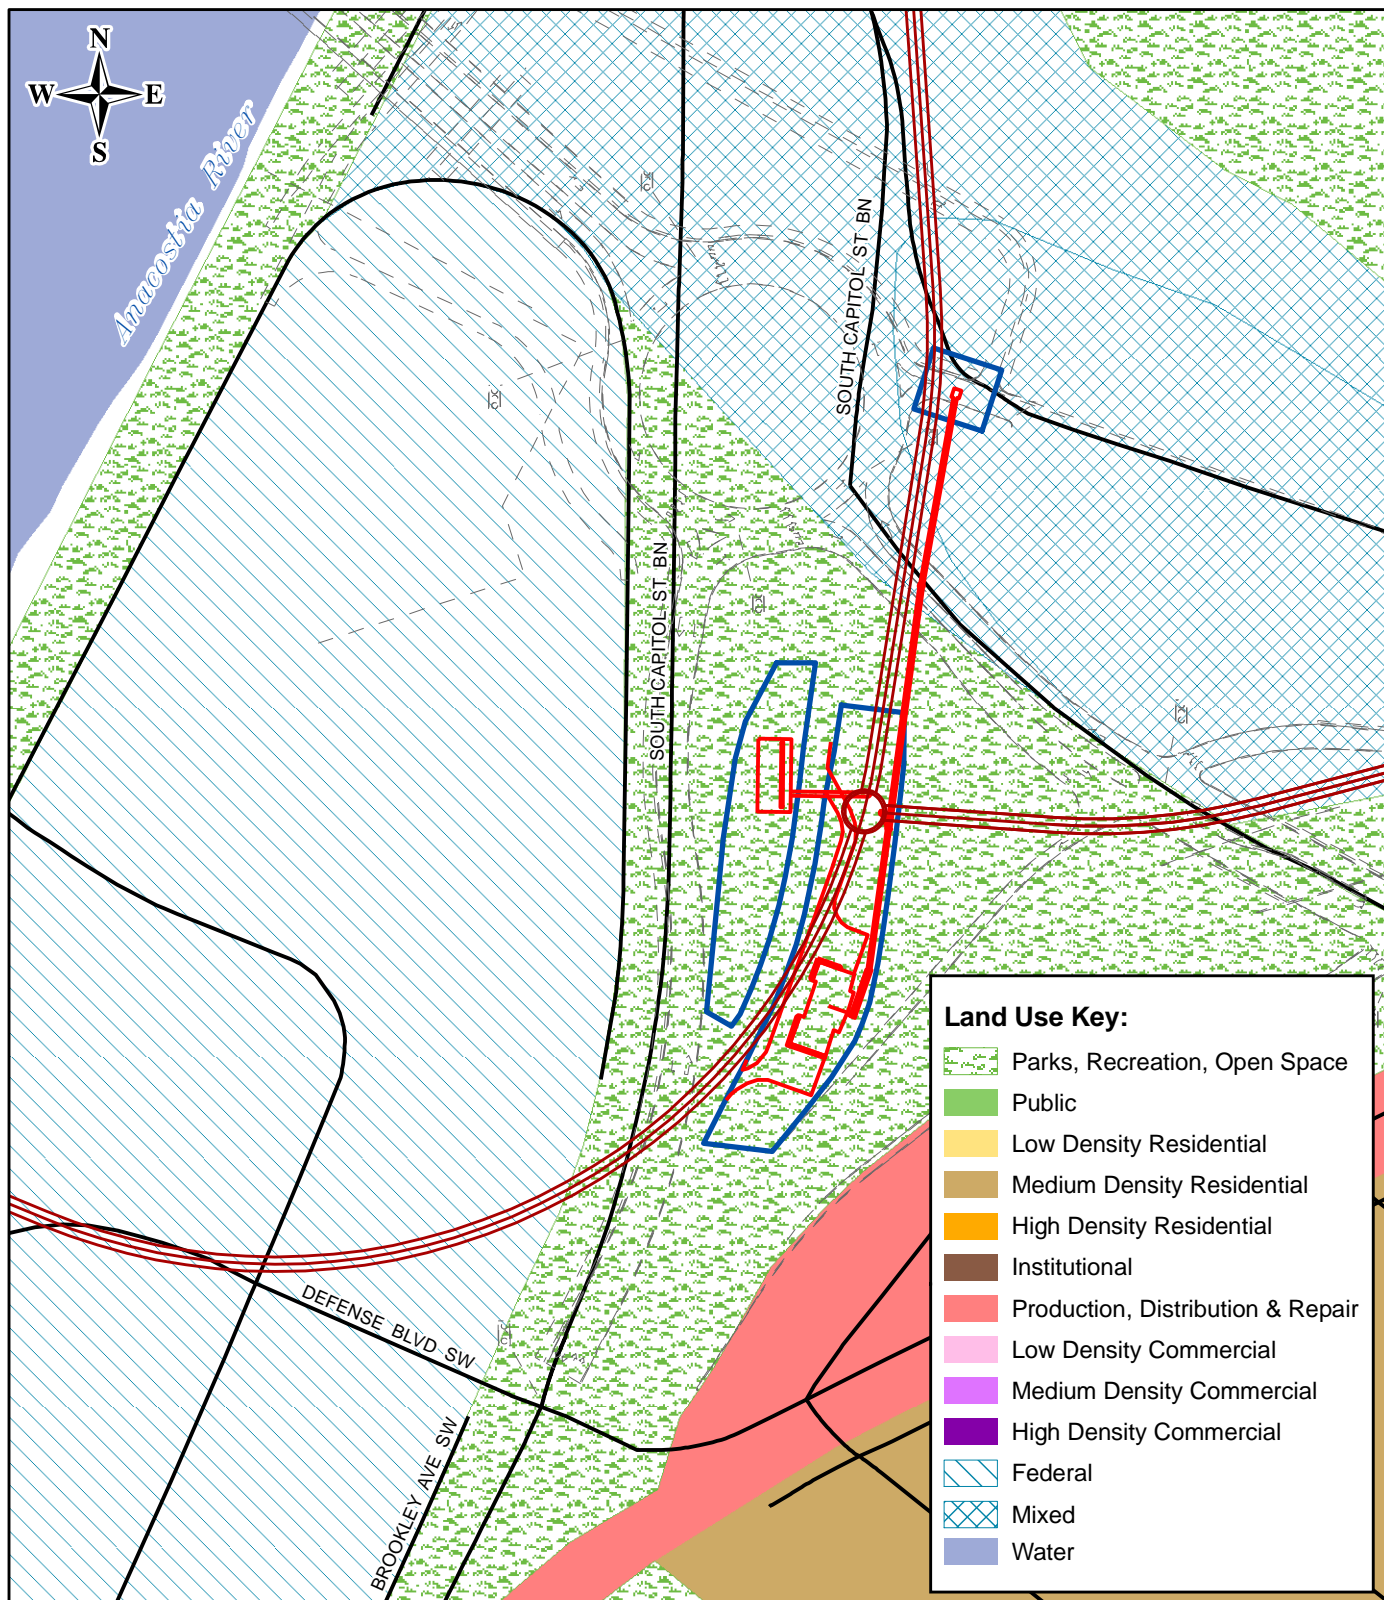 N
W E
S
Anacostia River
SOUTH CAPITOL ST BN
SOUTH CAPITOL ST BN
DEFENSE BLVD SW
BROOKLEY AVE SW
Land Use Key:
Parks, Recreation, Open Space
Public
Low Density Residential
Medium Density Residential
High Density Residential
Institutional
Production, Distribution & Repair
Low Density Commercial
Medium Density Commercial
High Density Commercial
Federal
Mixed
Water